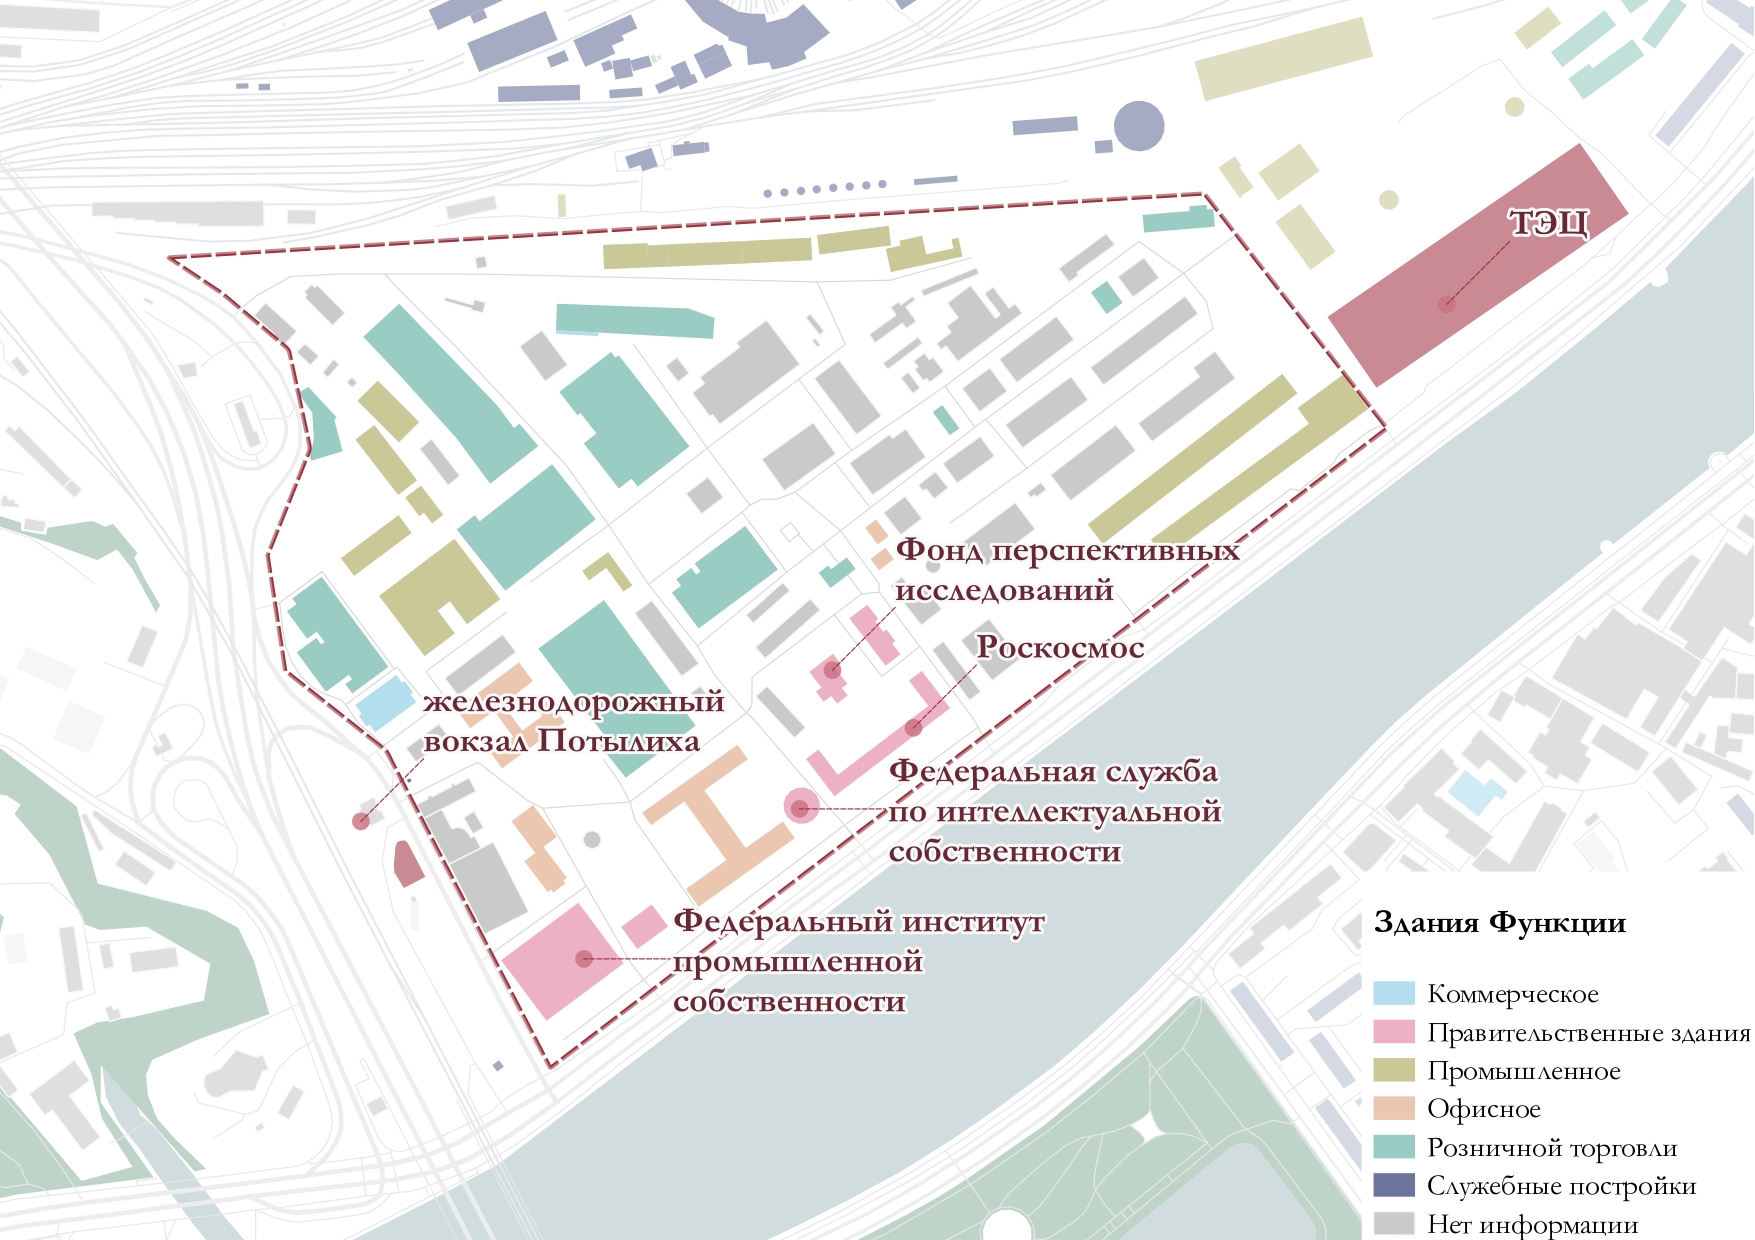 ТЭЦ
Фонд перспективных
исследований
Роскосмос
железнодорожный
вокзал Потылиха
Федеральная служба
по интеллектуальной
собственности
Федеральный институт
промышленной
собственности
Здания Функции
Коммерческое
Правительственные здания
Промышленное
Офисное
Розничной торговли
Служебные постройки
Нет информации